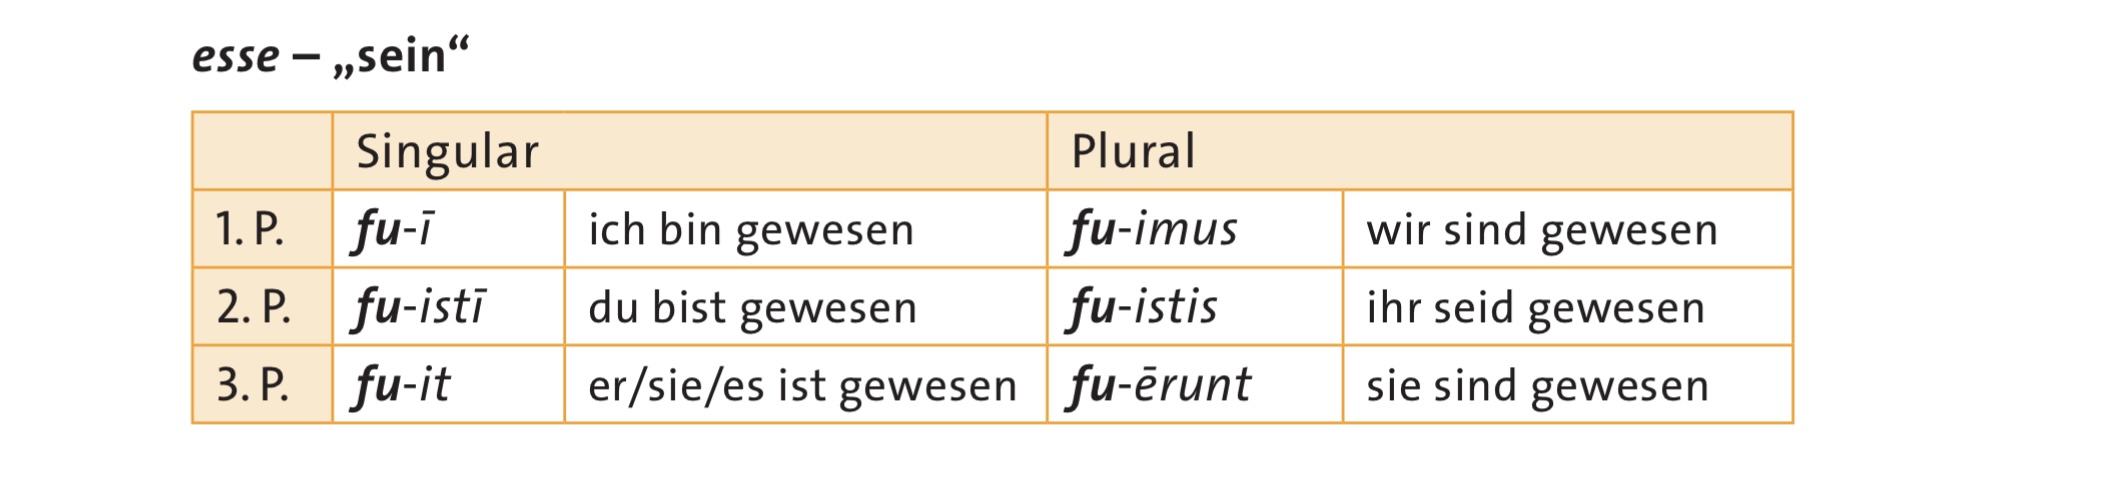 esse – „sein“
Singular Plural
1. P. fu-ī ich bin gewesen fu-imus wir sind gewesen
2. P. fu-istī du bist gewesen fu-istis ihr seid gewesen
3. P. fu-it er/sie/es ist gewesen fu-ērunt sie sind gewesen